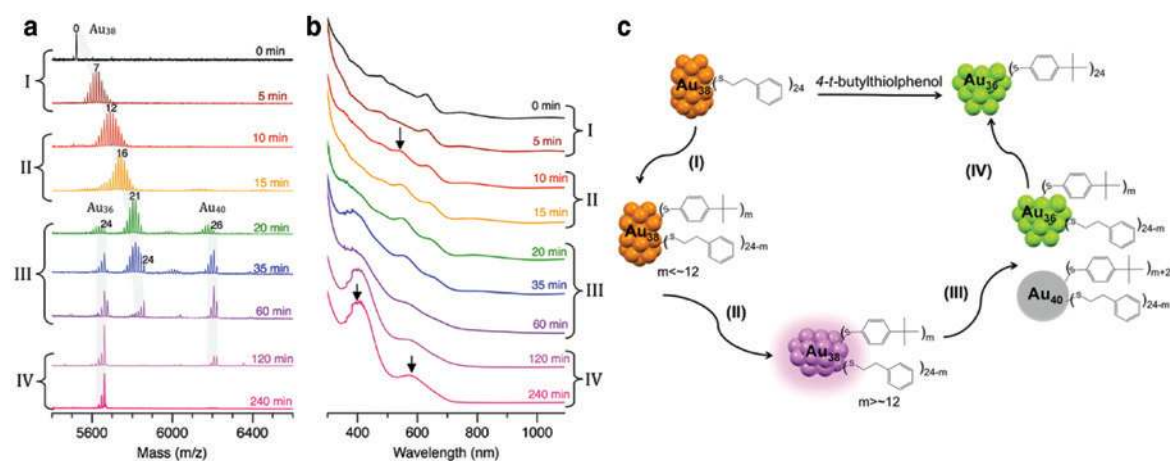 a
0
Au38
0 min
I
7
5 min
12
10 min
II
16
15 min
21
Au36
Au40
24
26
20 min
III
24
35 min
60 min
120 min
IV
240 min
5600 6000 6400
Mass (m/z)
b
0 min
5 min
I
10 min
II
15 min
20 min
35 min
III
60 min
120 min
IV
240 min
400 600 800 1000
Wavelength (nm)
c
Au38
(S
)24
4-t-butylthiolphenol
Au36
(S
)24
(I)
(IV)
Au38
(S
)m
(S
)24-m
m<~12
Au36
(S
)m
(S
)24-m
(II)
(III)
Au40
(S
)m+2
(S
)24-m
Au38
(S
)m
(S
)24-m
m>~12